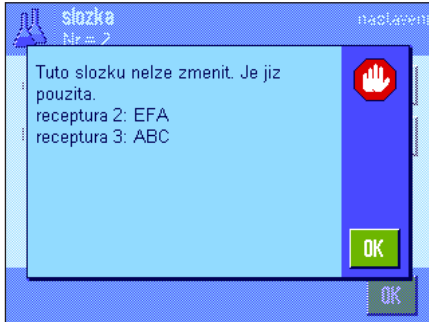 slozka
nastaveni
Nr = 2
Tuto slozku nelze zmenit. Je jiz
pouzita.
receptura 2: EFA
receptura 3: ABC
OK
OK